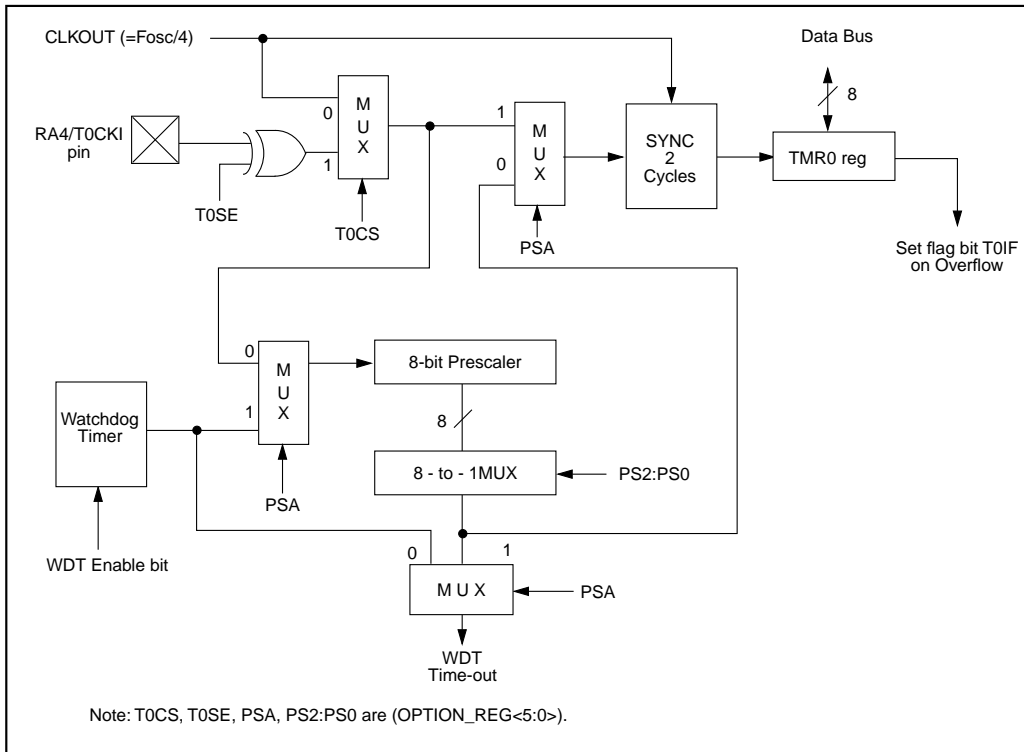 CLKOUT (=Fosc/4)
Data Bus
8
RA4/T0CKI
pin
T0SE
0
1
M
U
X
T0CS
1
0
M
U
X
PSA
SYNC
2
Cycles
TMR0 reg
Set flag bit T0IF
on Overflow
0
1
M
U
X
PSA
8-bit Prescaler
8
8 - to - 1MUX
PS2:PS0
Watchdog
Timer
WDT Enable bit
0
1
M U X
PSA
WDT
Time-out
Note: T0CS, T0SE, PSA, PS2:PS0 are (OPTION_REG<5:0>).